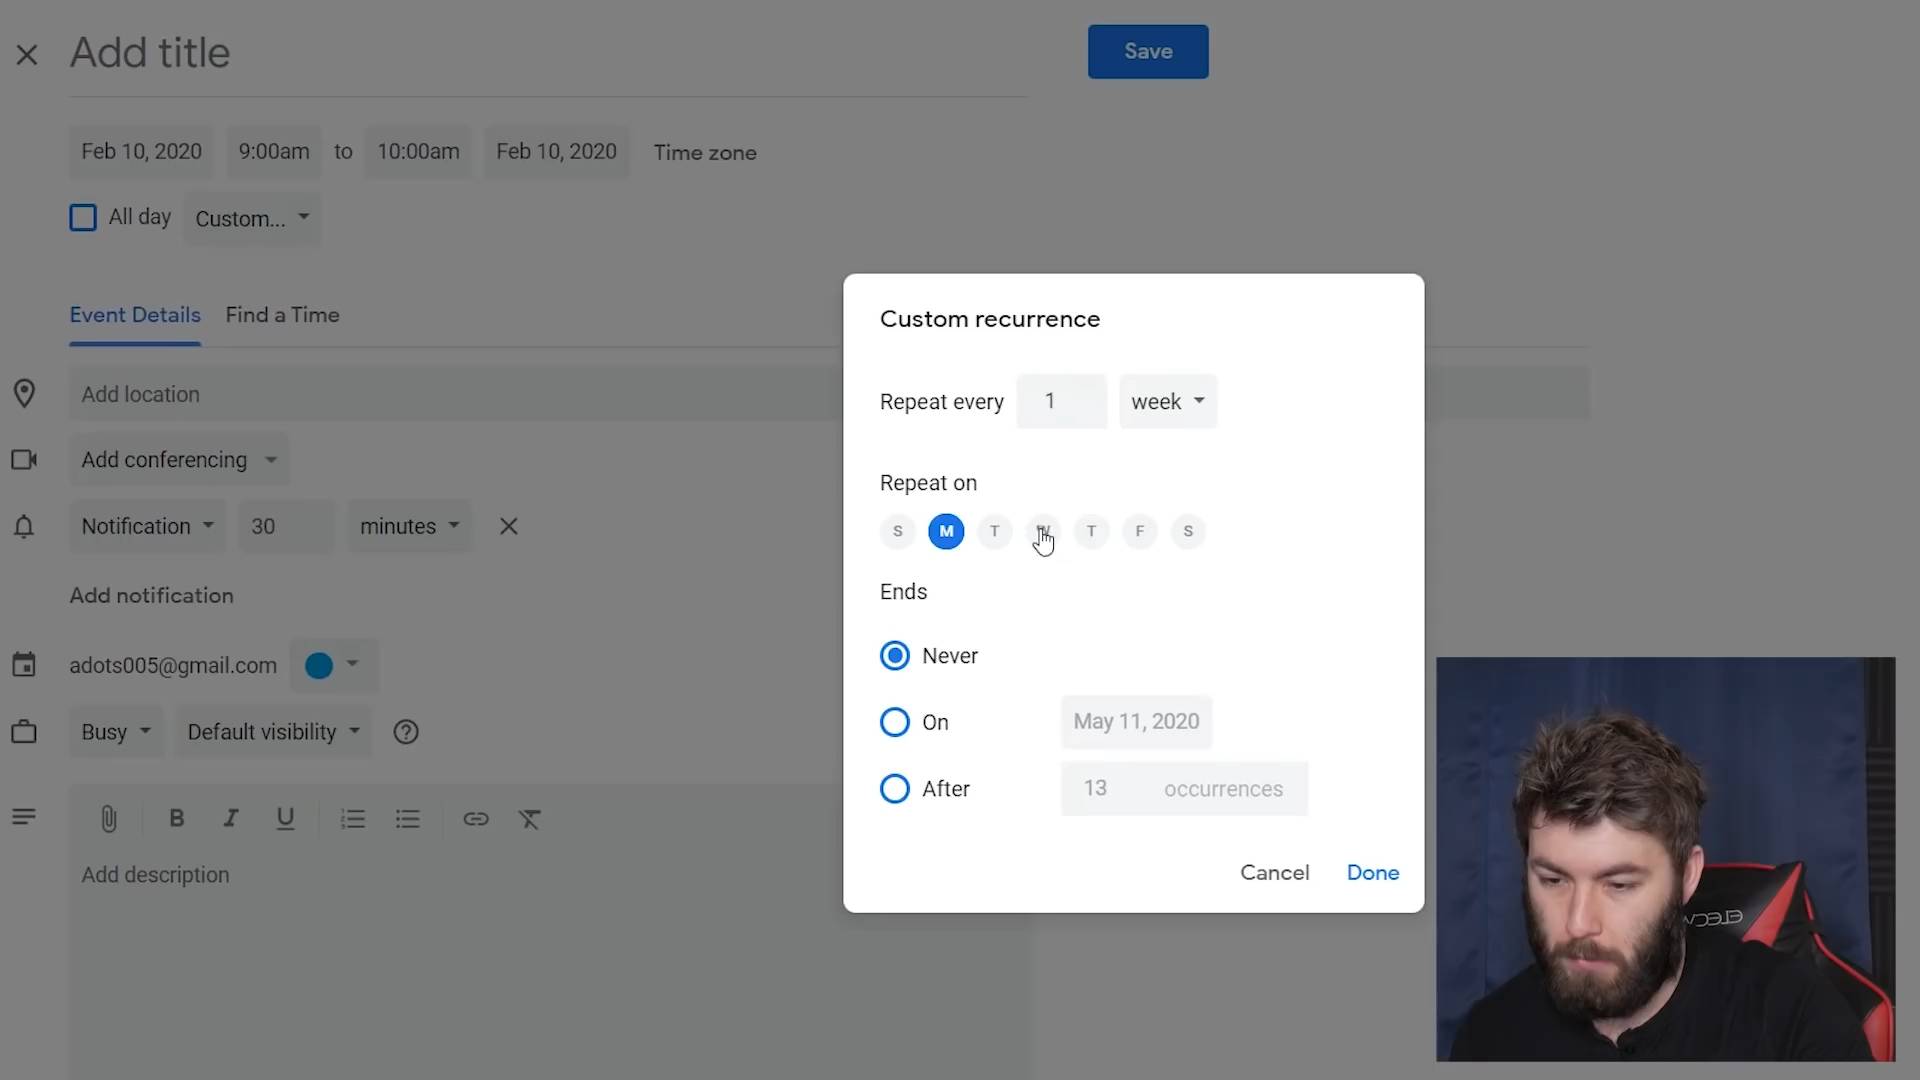 Add title
Save
Feb 10, 2020 9:00am to 10:00am Feb 10, 2020 Time zone
All day Custom...
Event Details Find a Time
Add location
Add conferencing
Notification 30 minutes
Add notification
adots005@gmail.com
Busy Default visibility
B I U
Add description
Custom recurrence
Repeat every 1 week
Repeat on
S M T W T F S
Ends
Never
On May 11, 2020
After 13 occurrences
Cancel Done